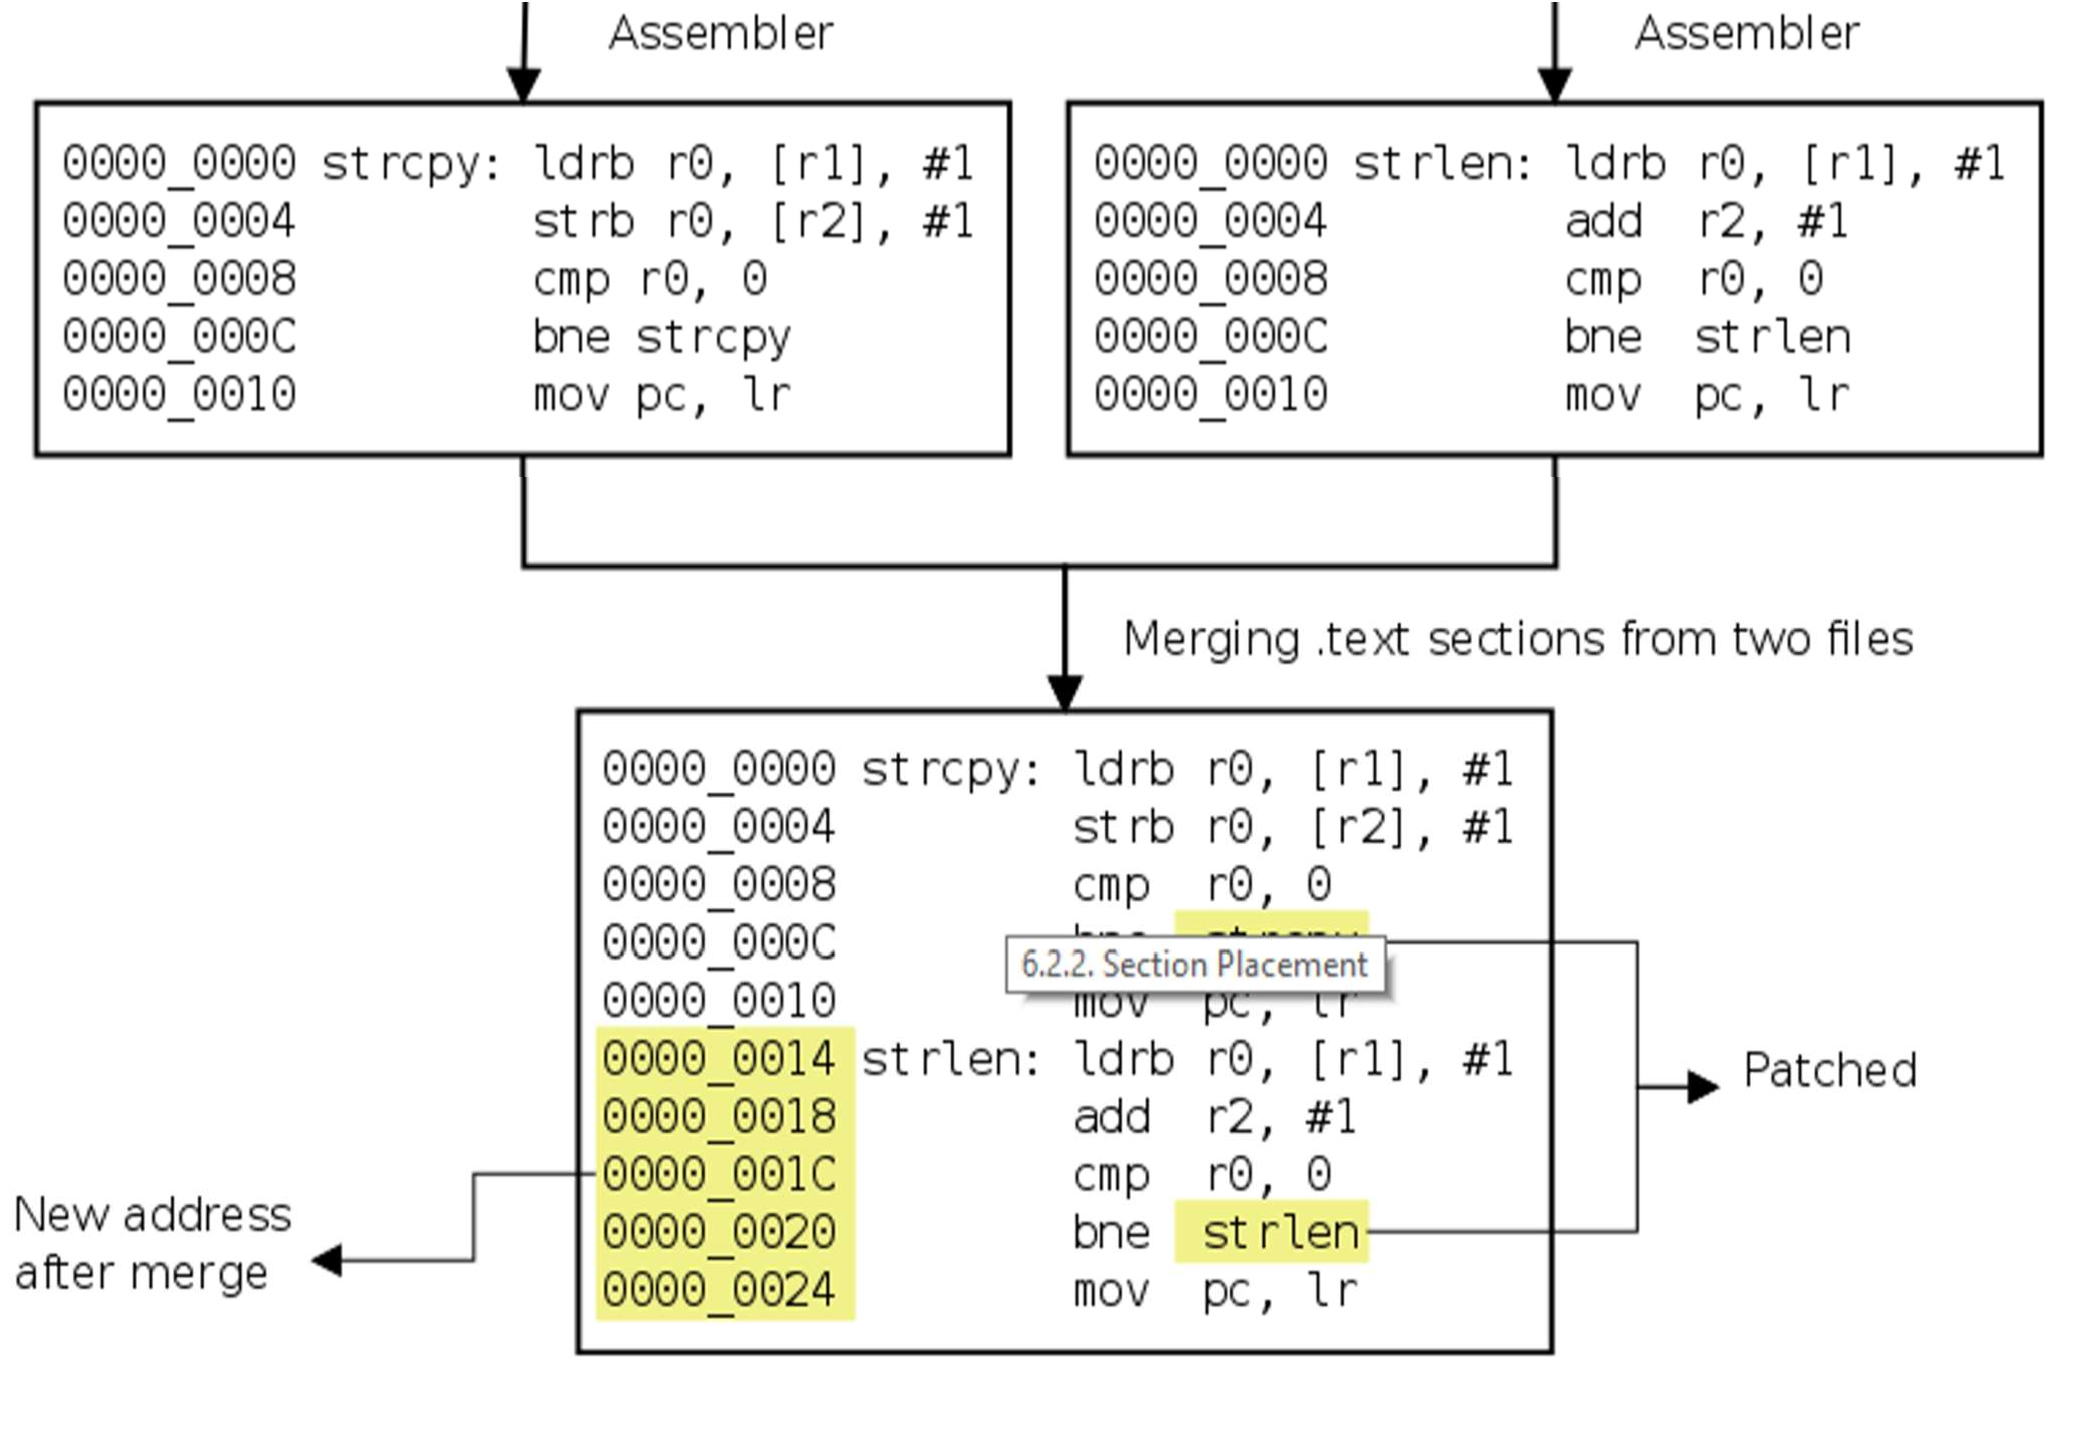 Assembler
Assembler
0000_0000 strcpy: ldrb r0, [r1], #1
0000_0004 strb r0, [r2], #1
0000_0008 cmp r0, 0
0000_000C bne strcpy
0000_0010 mov pc, lr
0000_0000 strlen: ldrb r0, [r1], #1
0000_0004 add r2, #1
0000_0008 cmp r0, 0
0000_000C bne strlen
0000_0010 mov pc, lr
Merging .text sections from two files
0000_0000 strcpy: ldrb r0, [r1], #1
0000_0004 strb r0, [r2], #1
0000_0008 cmp r0, 0
0000_000C
6.2.2. Section Placement
0000_0010 mov pc, lr
0000_0014 strlen: ldrb r0, [r1], #1
0000_0018 add r2, #1
0000_001C cmp r0, 0
0000_0020 bne strlen
0000_0024 mov pc, lr
Patched
New address
after merge